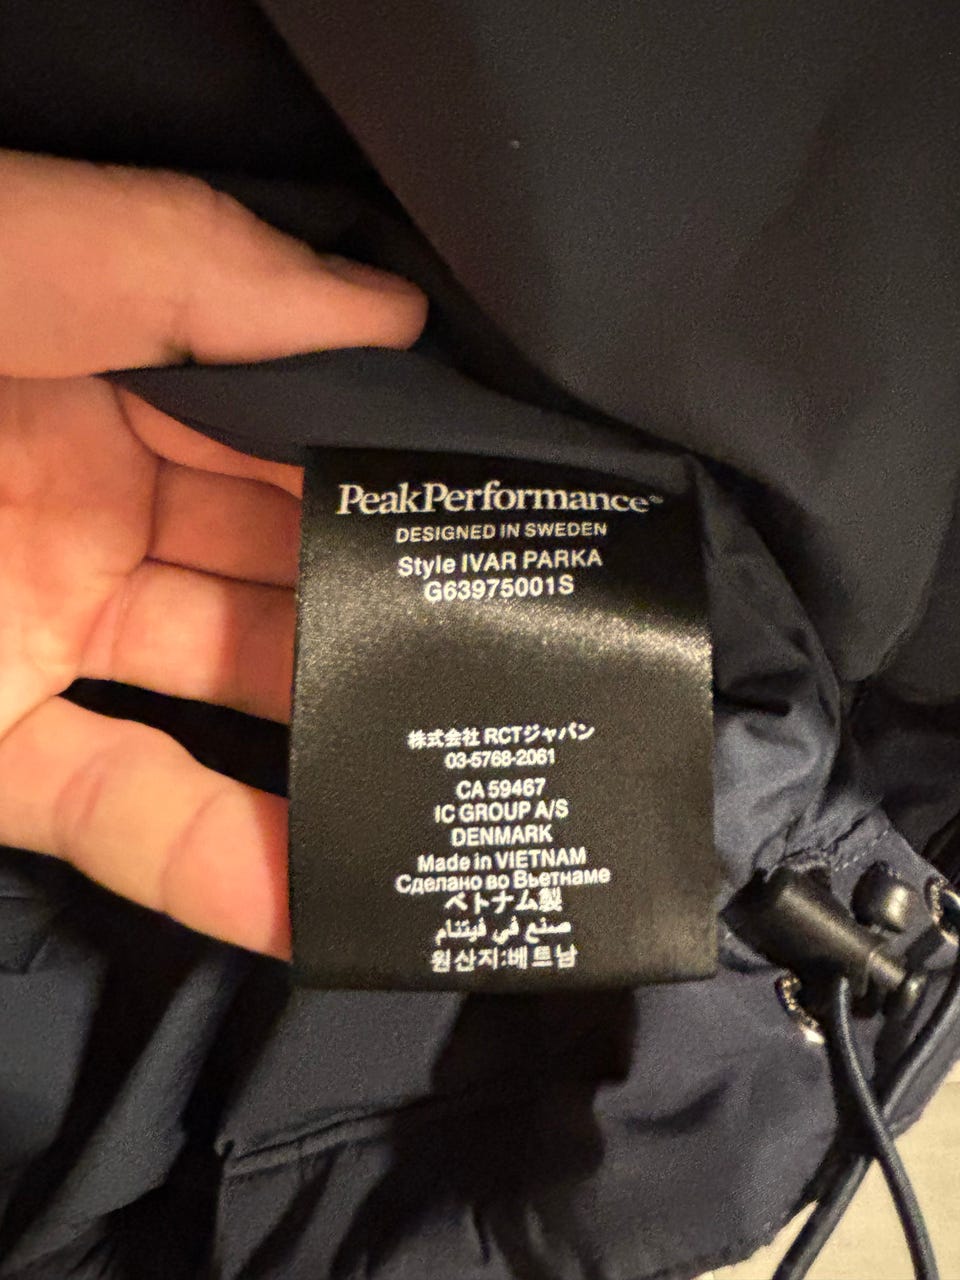 PeakPerformance®
DESIGNED IN SWEDEN
Style IVAR PARKA
G63975001S
株式会社 RCTジャパン
03-5768-2061
CA 59467
IC GROUP A/S
DENMARK
Made in VIETNAM
Сделано во Вьетнаме
ベトナム製
صنع في فيتنام
원산지:베트남